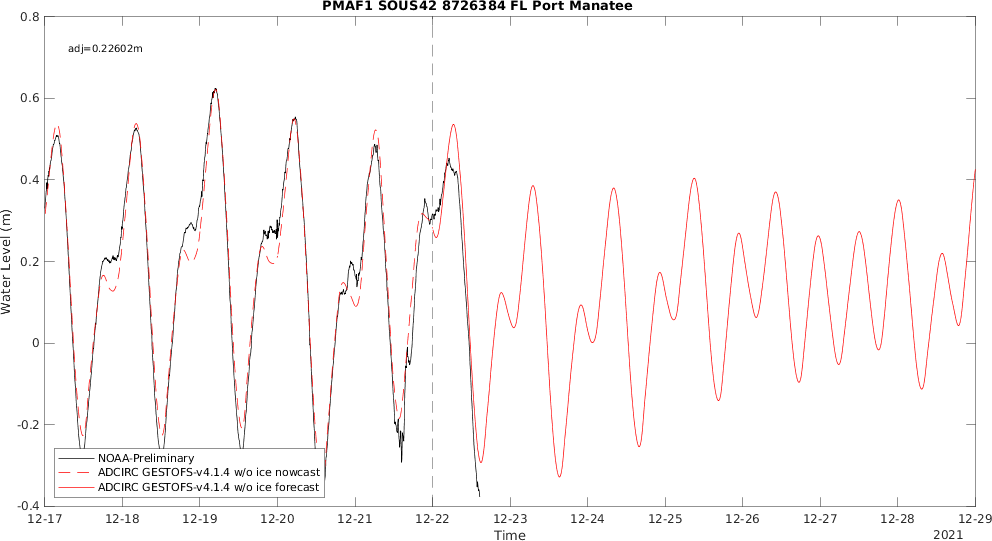 PMAF1 SOUS42 8726384 FL Port Manatee
adj=0.22602m
0.8
0.6
0.4
0.2
0
-0.2
-0.4
Water Level (m)
NOAA-Preliminary
ADCIRC GESTOFS-v4.1.4 w/o ice nowcast
ADCIRC GESTOFS-v4.1.4 w/o ice forecast
12-17 12-18 12-19 12-20 12-21 12-22 12-23 12-24 12-25 12-26 12-27 12-28 12-29
Time
2021